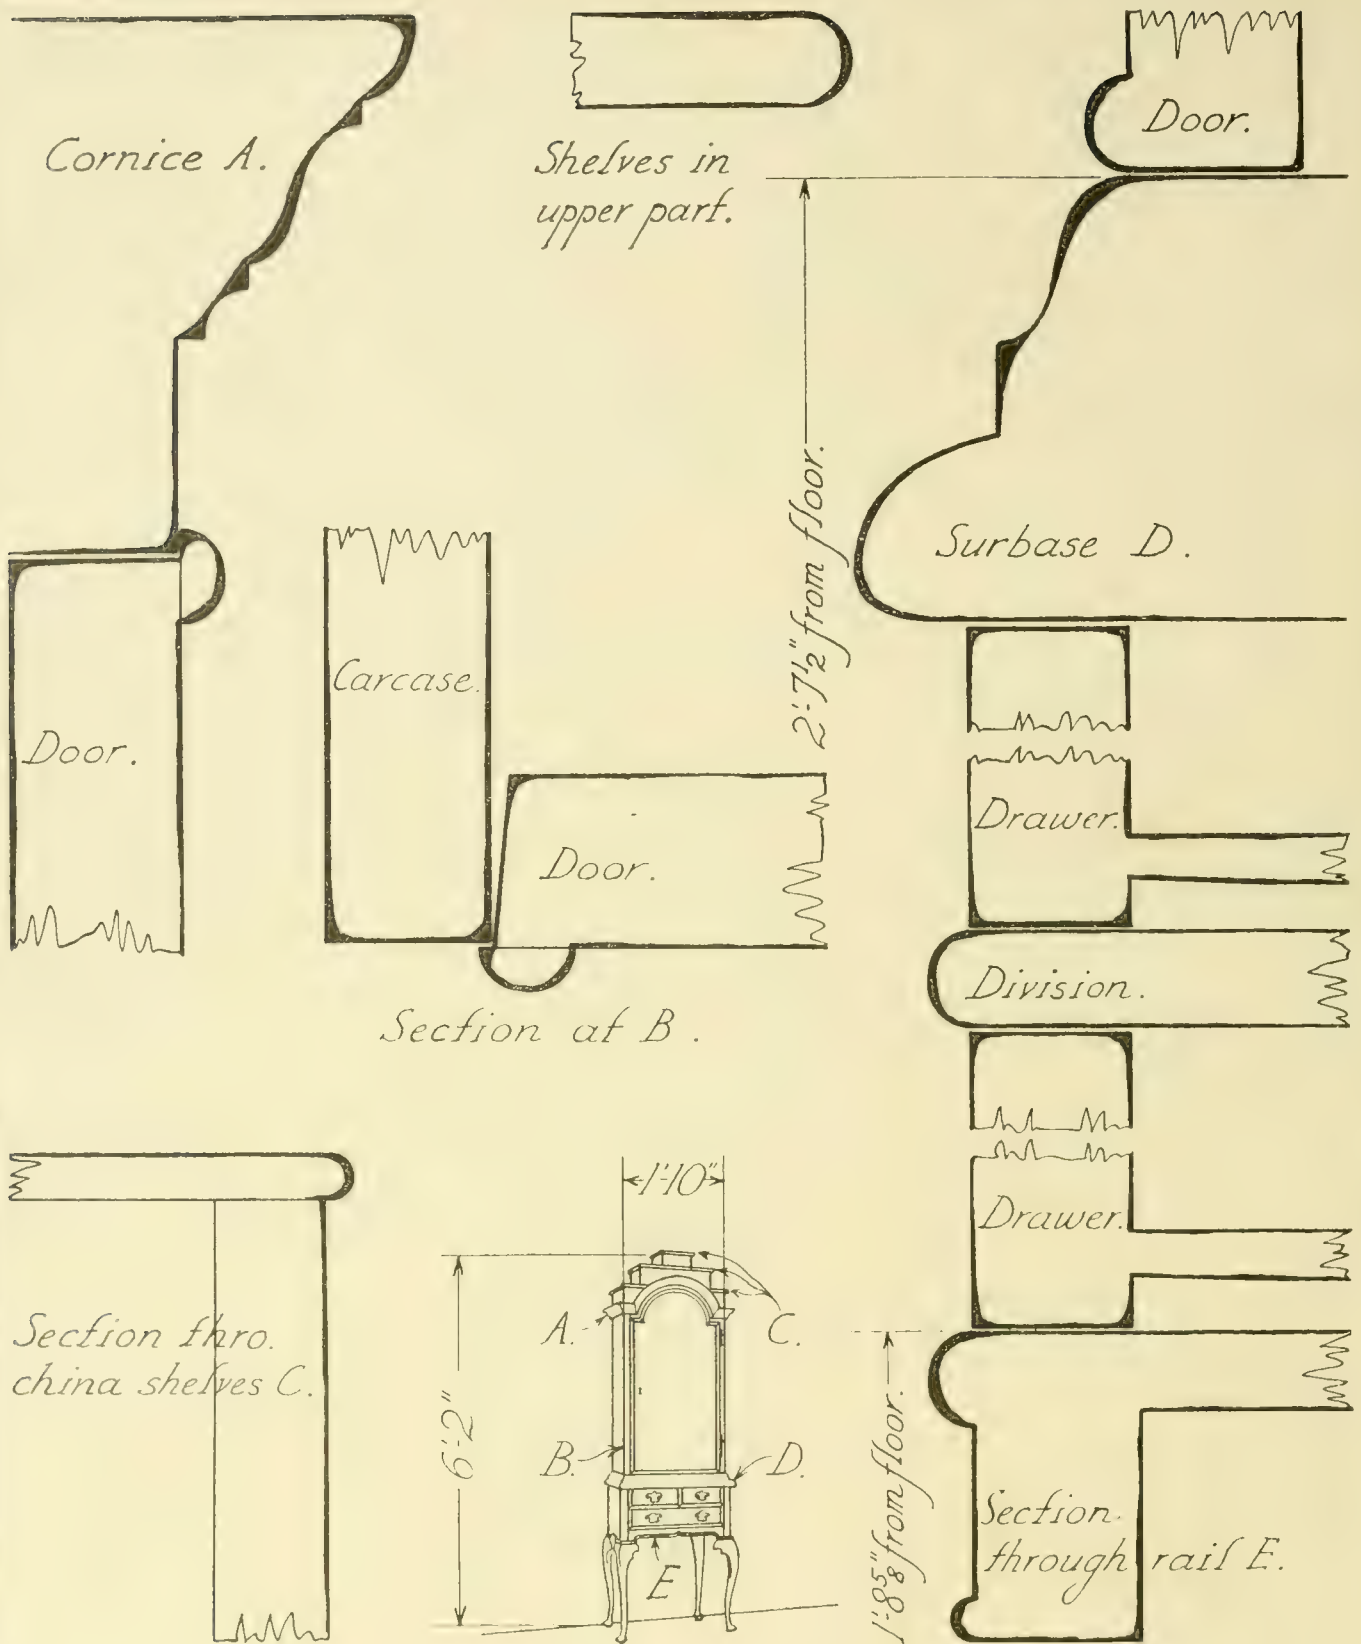 Cornice A.
Shelves in
upper part.
Door.
2'-7½" from floor.
Surbase D.
Carcase.
Door.
Door.
Drawer.
Division.
Section at B.
Drawer.
1'-10"
Section thro.
china shelves C.
A.
C.
6'-2"
B.
D.
E
1'-8⅝" from floor.
Section
through rail E.